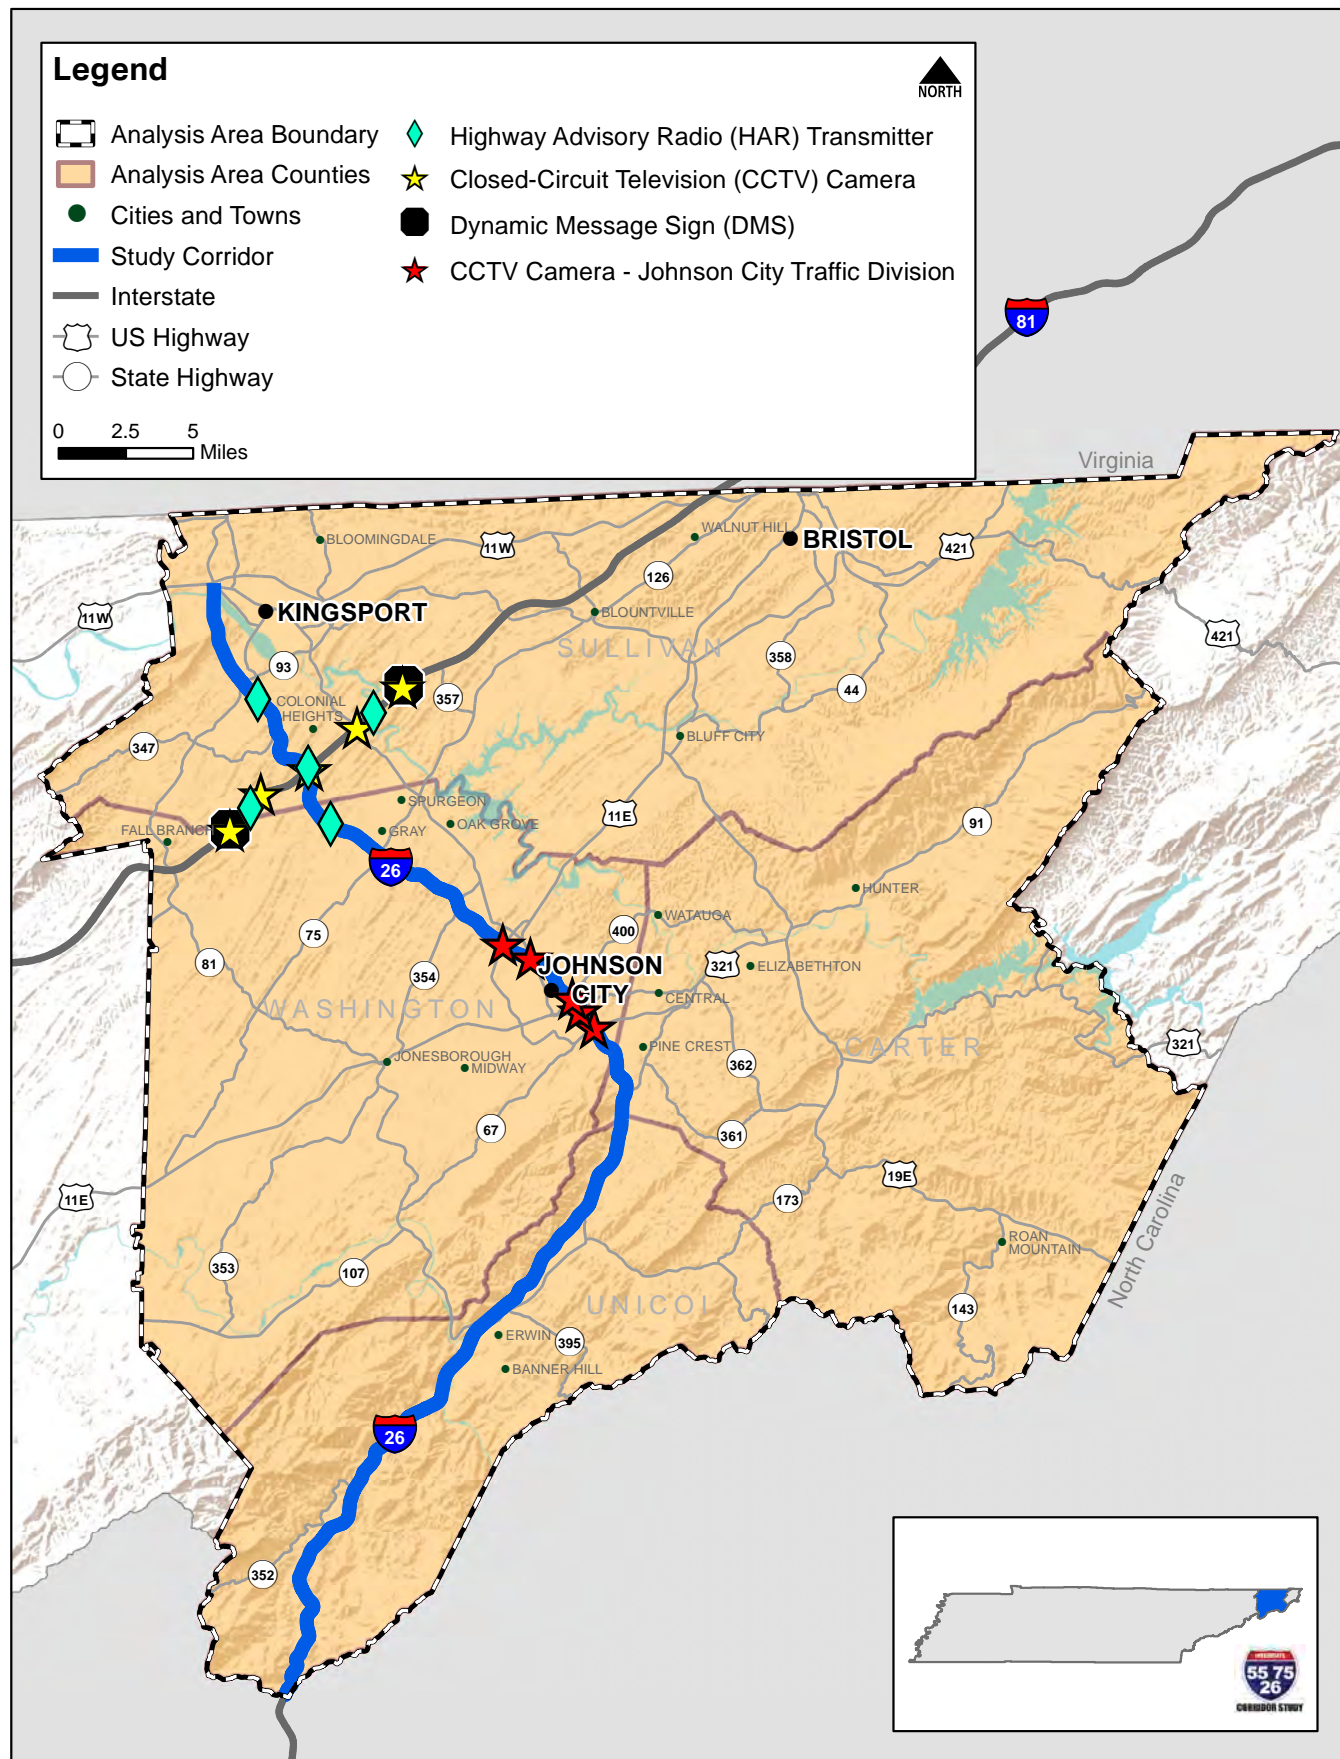 Legend
NORTH
Analysis Area Boundary
Analysis Area Counties
Cities and Towns
Study Corridor
Interstate
US Highway
State Highway
Highway Advisory Radio (HAR) Transmitter
Closed-Circuit Television (CCTV) Camera
Dynamic Message Sign (DMS)
CCTV Camera - Johnson City Traffic Division
0 2.5 5
Miles
81
Virginia
BLOOMINGDALE
11W
WALNUT HILL
BRISTOL
421
126
11W
KINGSPORT
BLOUNTVILLE
421
SULLIVAN
93
358
44
357
COLONIAL
HEIGHTS
347
BLUFF CITY
SPURGEON
11E
91
FALL BRANCH
GRAY
OAK GROVE
26
HUNTER
WATAUGA
75
400
81
354
JOHNSON
CITY
321
ELIZABETHTON
CENTRAL
WASHINGTON
321
JONESBOROUGH
MIDWAY
PINE CREST
CARTER
362
67
361
11E
19E
173
North Carolina
ROAN
MOUNTAIN
353
107
UNICOI
143
ERWIN
395
BANNER HILL
26
352
INTERSTATE
55 75
26
CORRIDOR STUDY